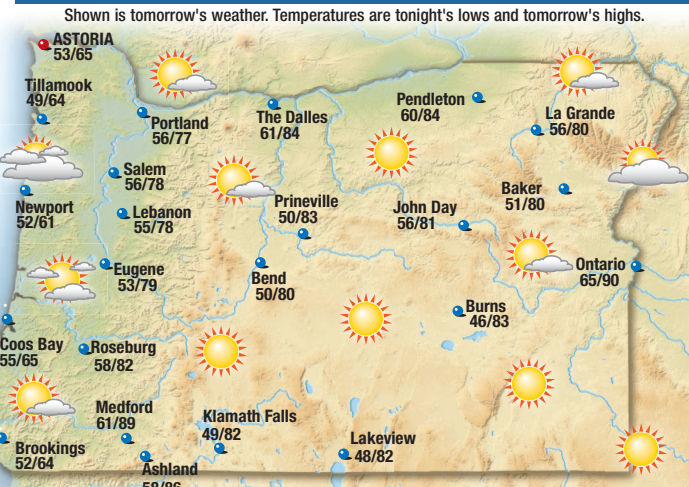 Shown is tomorrow's weather. Temperatures are tonight's lows and tomorrow's highs.
ASTORIA
53/65
Tillamook
49/64
Portland
56/77
The Dalles
61/84
Pendleton
60/84
La Grande
56/80
Salem
56/78
Newport
52/61
Lebanon
55/78
Prineville
50/83
John Day
56/81
Baker
51/80
Eugene
53/79
Bend
50/80
Ontario
65/90
Burns
46/83
Coos Bay
55/65
Roseburg
58/82
Medford
61/89
Klamath Falls
49/82
Lakeview
48/82
Brookings
52/64
Ashland